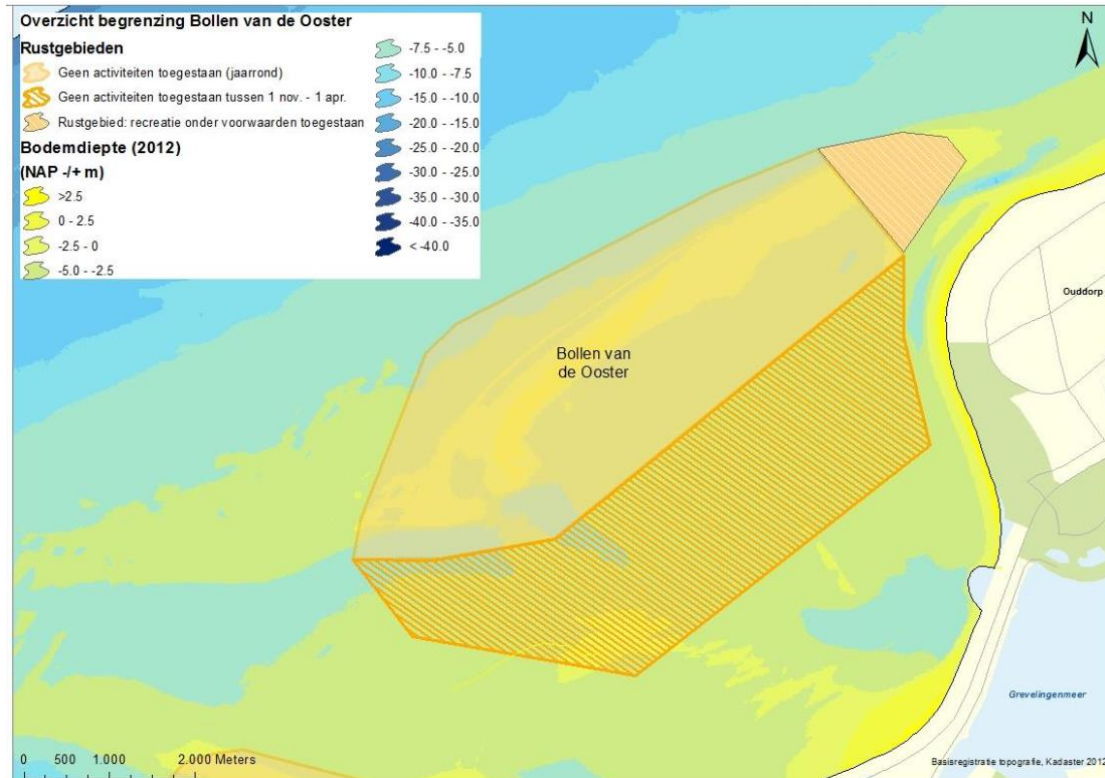 Overzicht begrenzing Bollen van de Ooster
Rustgebieden
Geen activiteiten toegestaan (jaarrond)
Geen activiteiten toegestaan tussen 1 nov. - 1 apr.
Rustgebied: recreatie onder voorwaarden toegestaan
Bodemdiepte (2012)
(NAP -/+ m)
>2.5
0 - 2.5
-2.5 - 0
-5.0 - -2.5
-7.5 - -5.0
-10.0 - -7.5
-15.0 - -10.0
-20.0 - -15.0
-25.0 - -20.0
-30.0 - -25.0
-35.0 - -30.0
-40.0 - -35.0
< -40.0
N
Ouddorp
Bollen van
de Ooster
Grevelingenmeer
0 500 1.000 2.000 Meters
Basisregistratie topografie, Kadaster 2012